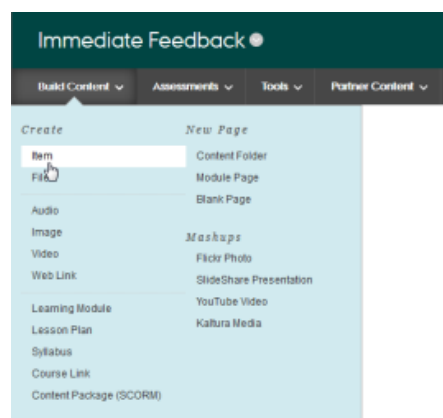 Immediate Feedback
Build Content
Assessments
Tools
Partner Content
Create
Item
File
Audio
Image
Video
Web Link
Learning Module
Lesson Plan
Syllabus
Course Link
Content Package (SCORM)
New Page
Content Folder
Module Page
Blank Page
Mashups
Flickr Photo
SlideShare Presentation
YouTube Video
Kaltura Media